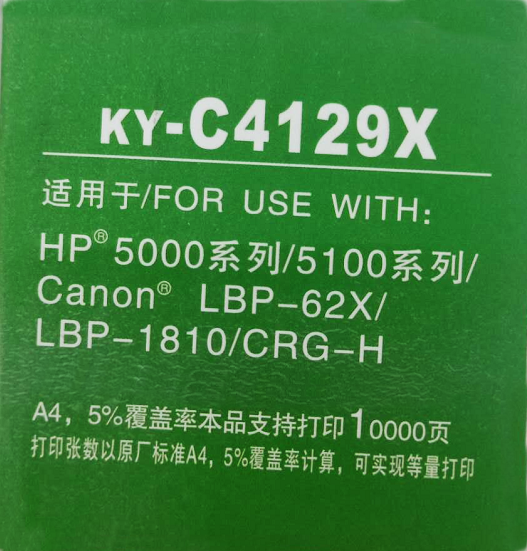 KY-C4129X
适用于/FOR USE WITH:
HP® 5000系列/5100系列/
Canon® LBP-62X/
LBP-1810/CRG-H
A4，5%覆盖率本品支持打印10000页
打印张数以原厂标准A4，5%覆盖率计算，可实现等量打印